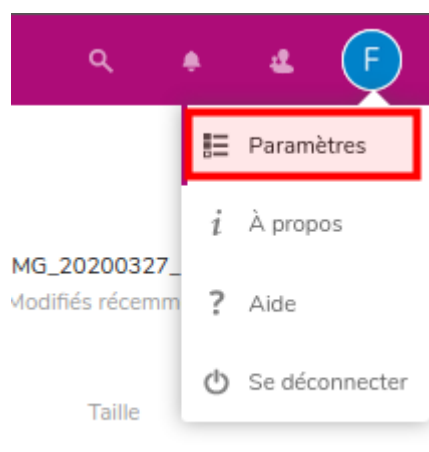 F
Paramètres
À propos
MG_20200327_
Modifiés récemm
Aide
Se déconnecter
Taille